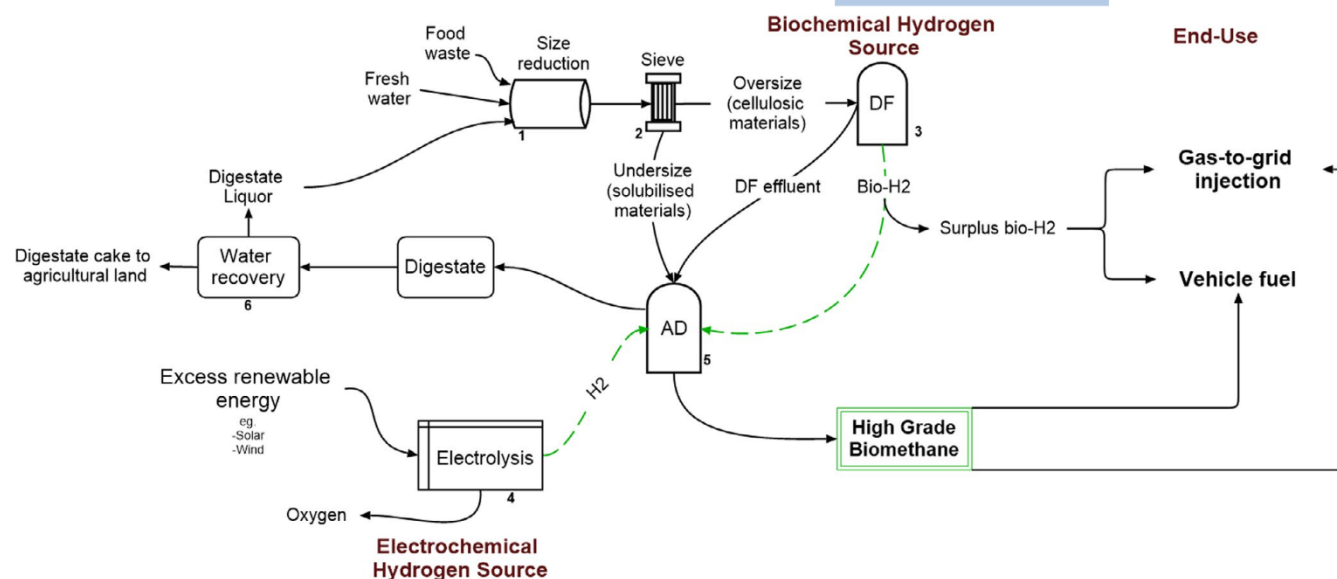 Biochemical Hydrogen
Source
End-Use
Food
waste
Size
reduction
Sieve
Fresh
water
Oversize
(cellulosic
materials)
DF
1
2
3
Undersize
(solubilised
materials)
DF effluent
Bio-H2
Gas-to-grid
injection
Digestate
Liquor
Surplus bio-H2
Digestate cake to
agricultural land
Water
recovery
6
Digestate
Vehicle fuel
AD
5
Excess renewable
energy
eg.
-Solar
-Wind
H2
High Grade
Biomethane
Electrolysis
4
Oxygen
Electrochemical
Hydrogen Source